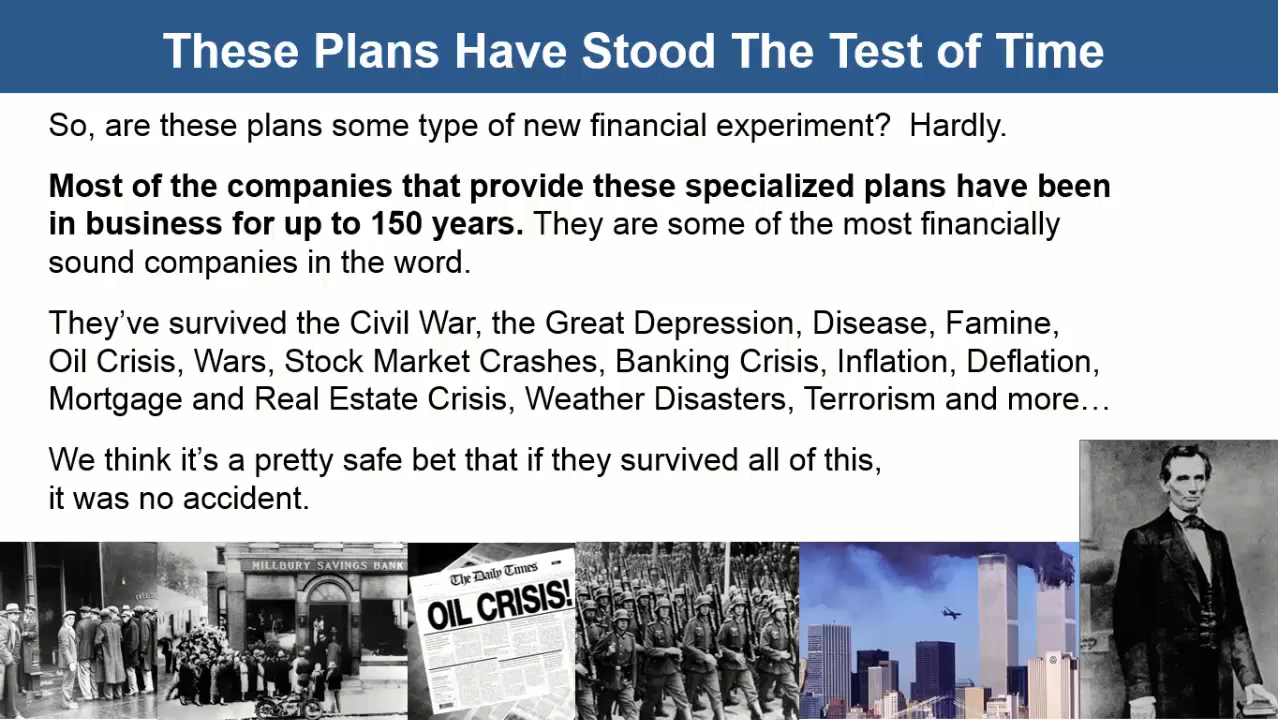 These Plans Have Stood The Test of Time
So, are these plans some type of new financial experiment?  Hardly.
Most of the companies that provide these specialized plans have been
in business for up to 150 years. They are some of the most financially
sound companies in the word.
They’ve survived the Civil War, the Great Depression, Disease, Famine,
Oil Crisis, Wars, Stock Market Crashes, Banking Crisis, Inflation, Deflation,
Mortgage and Real Estate Crisis, Weather Disasters, Terrorism and more…
We think it’s a pretty safe bet that if they survived all of this,
it was no accident.
MILLBURY SAVINGS BANK
The Daily Times
OIL CRISIS!